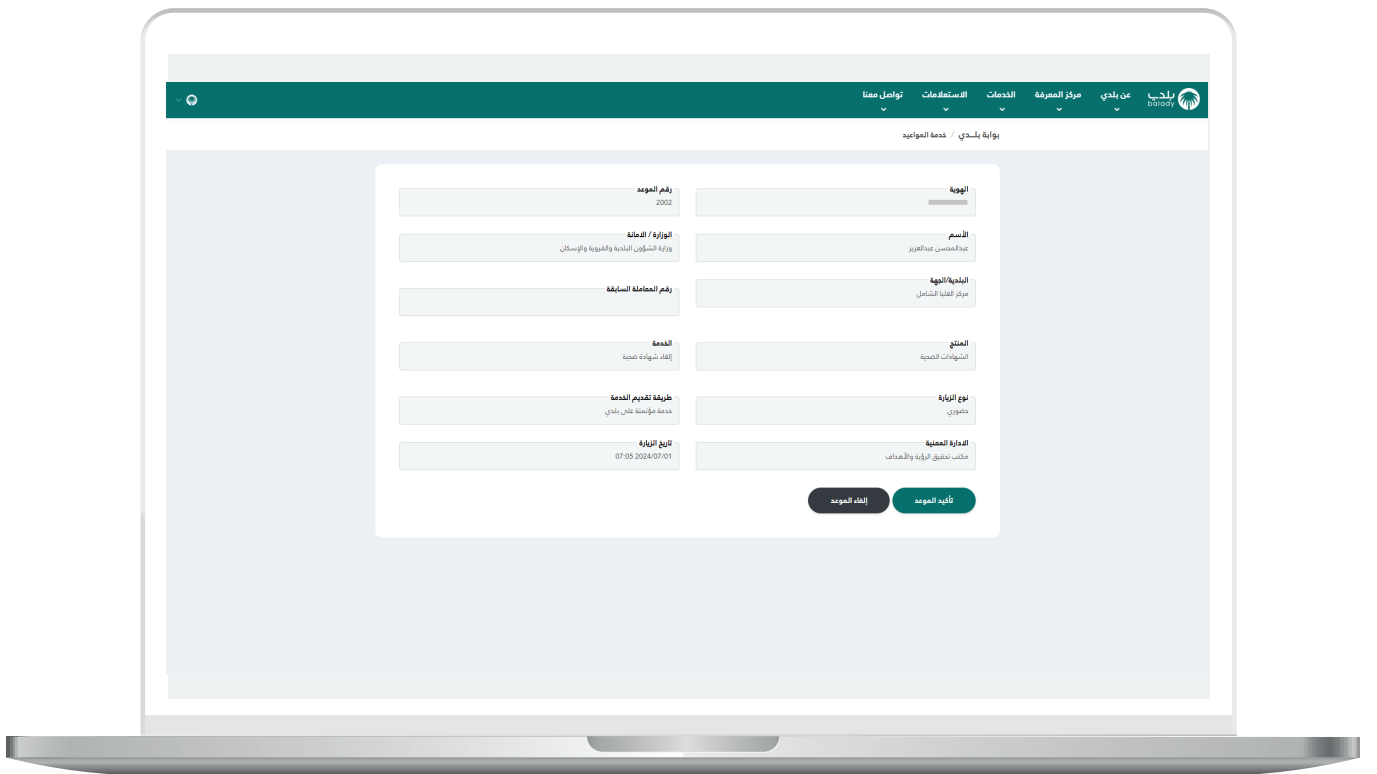 بلدي
balady
عن بلدي
مركز المعرفة
الخدمات
الاستعلامات
تواصل معنا
بوابة بلـــدي / خدمة المواعيد
الهوية
رقم الموعد
2002
الأسم
عبدالمحسن عبدالعزيز
الوزارة / الامانة
وزارة الشؤون البلدية والقروية والإسكان
البلدية/الجهة
مركز العليا الشامل
رقم المعاملة السابقة
المنتج
الشهادات الصحية
الخدمة
إلغاء شهادة صحية
نوع الزيارة
حضوري
طريقة تقديم الخدمة
خدمة مؤتمتة على بلدي
الادارة المعنية
مكتب تحقيق الرؤية والأهداف
تاريخ الزيارة
07:05 2024/07/01
تأكيد الموعد
إلغاء الموعد